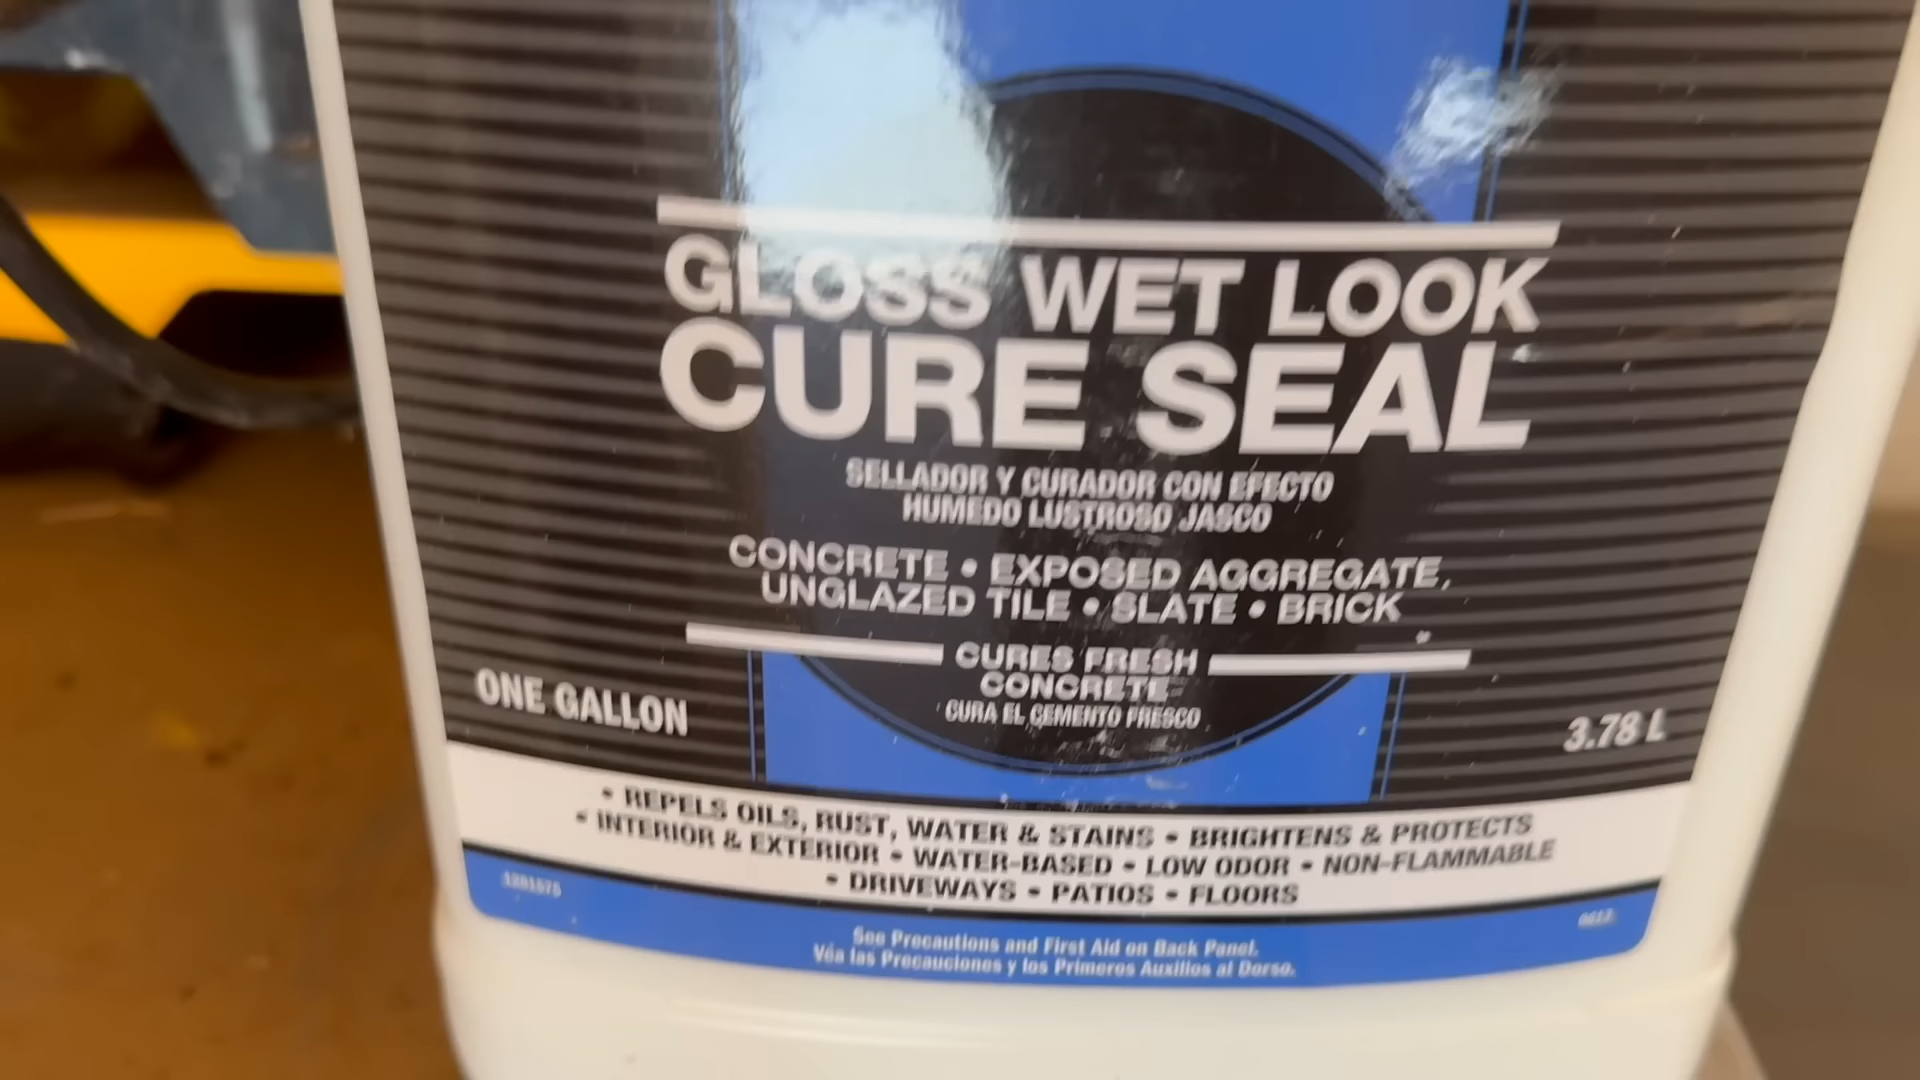 GLOSS WET LOOK
CURE SEAL
SELLADOR Y CURADOR CON EFECTO
HUMEDO LUSTROSO JASCO
CONCRETE • EXPOSED AGGREGATE,
UNGLAZED TILE • SLATE • BRICK
CURES FRESH
CONCRETE
CURA EL CEMENTO FRESCO
ONE GALLON
3.78 L
• REPELS OILS, RUST, WATER & STAINS • BRIGHTENS & PROTECTS
• INTERIOR & EXTERIOR • WATER-BASED • LOW ODOR • NON-FLAMMABLE
• DRIVEWAYS • PATIOS • FLOORS
See Precautions and First Aid on Back Panel.
Véa las Precauciones y los Primeros Auxilios al Dorso.